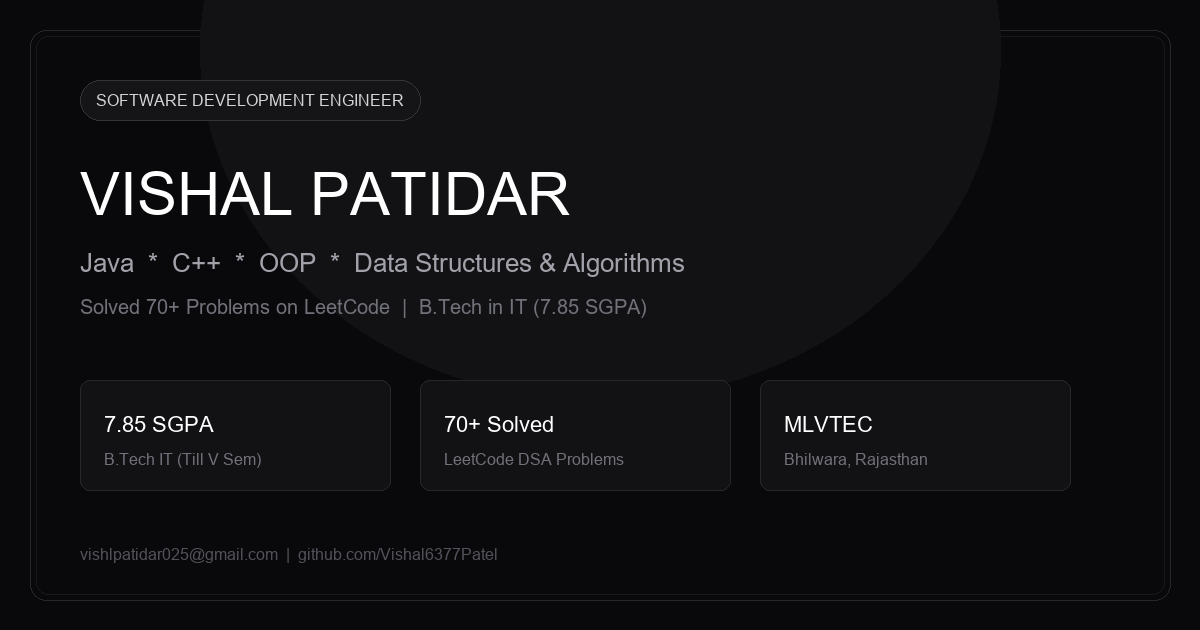 SOFTWARE DEVELOPMENT ENGINEER
VISHAL PATIDAR
Java * C++ * OOP * Data Structures & Algorithms
Solved 70+ Problems on LeetCode | B.Tech in IT (7.85 SGPA)
7.85 SGPA
B.Tech IT (Till V Sem)
70+ Solved
LeetCode DSA Problems
MLVTEC
Bhilwara, Rajasthan
vishlpatidar025@gmail.com | github.com/Vishal6377Patel